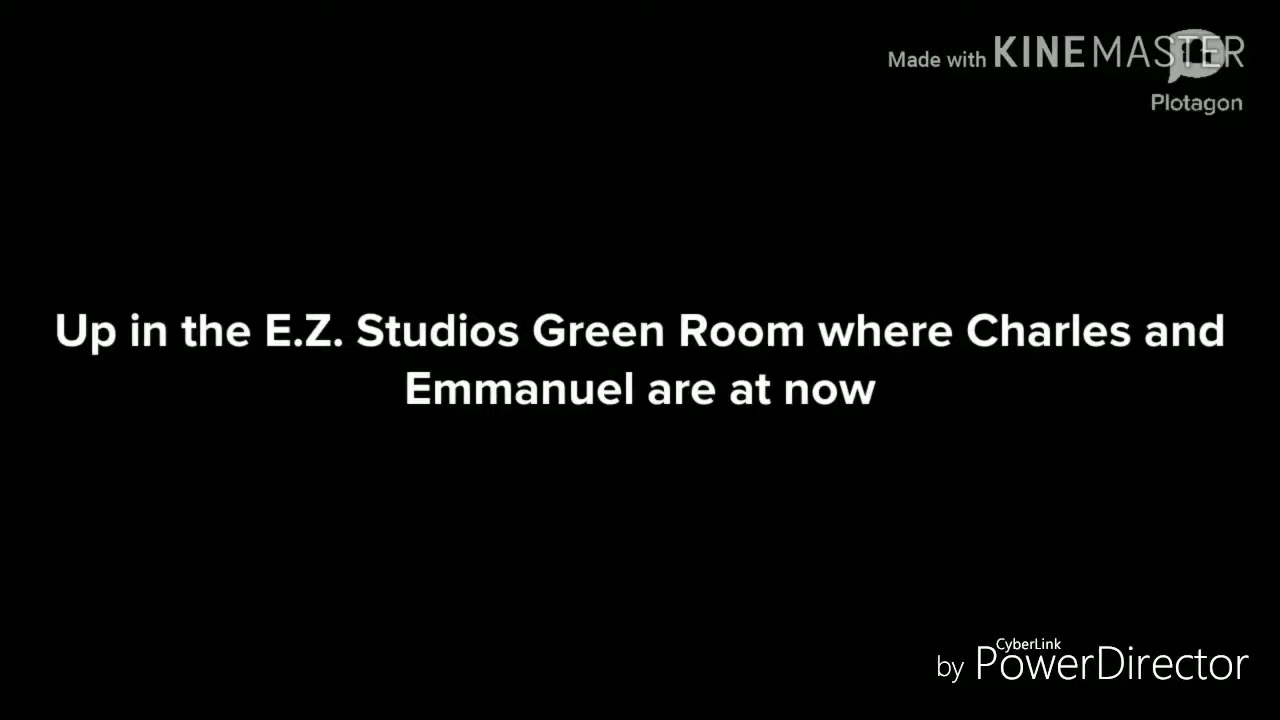 Made with KINEMASTER
Plotagon
Up in the E.Z. Studios Green Room where Charles and
Emmanuel are at now
CyberLink
by PowerDirector